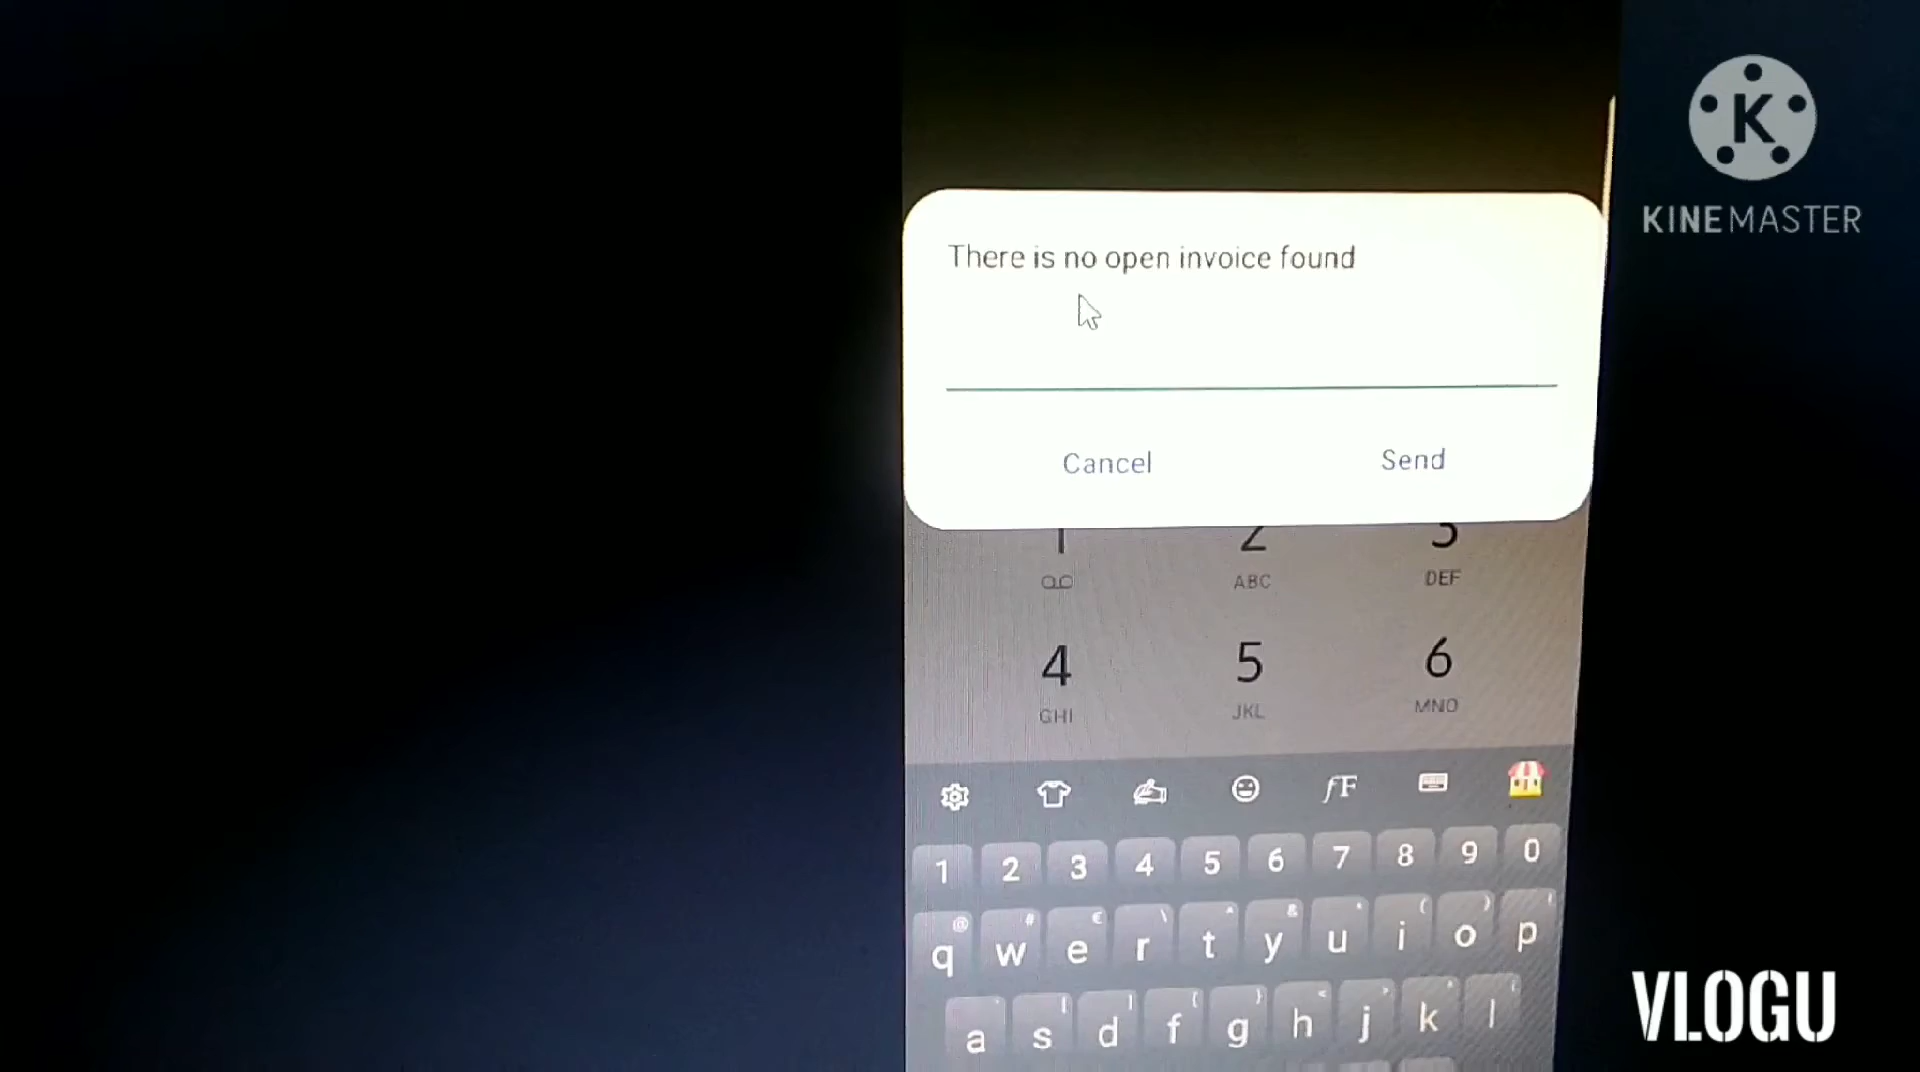 K
KINEMASTER
There is no open invoice found
Cancel Send
1 2 3
ABC DEF
4 5 6
GHI JKL MNO
fF
1 2 3 4 5 6 7 8 9 0
@ # € \ ^ & * ( )
q w e r t y u i o p
[ ] { } < >
a s d f g h j k l
VLOGU